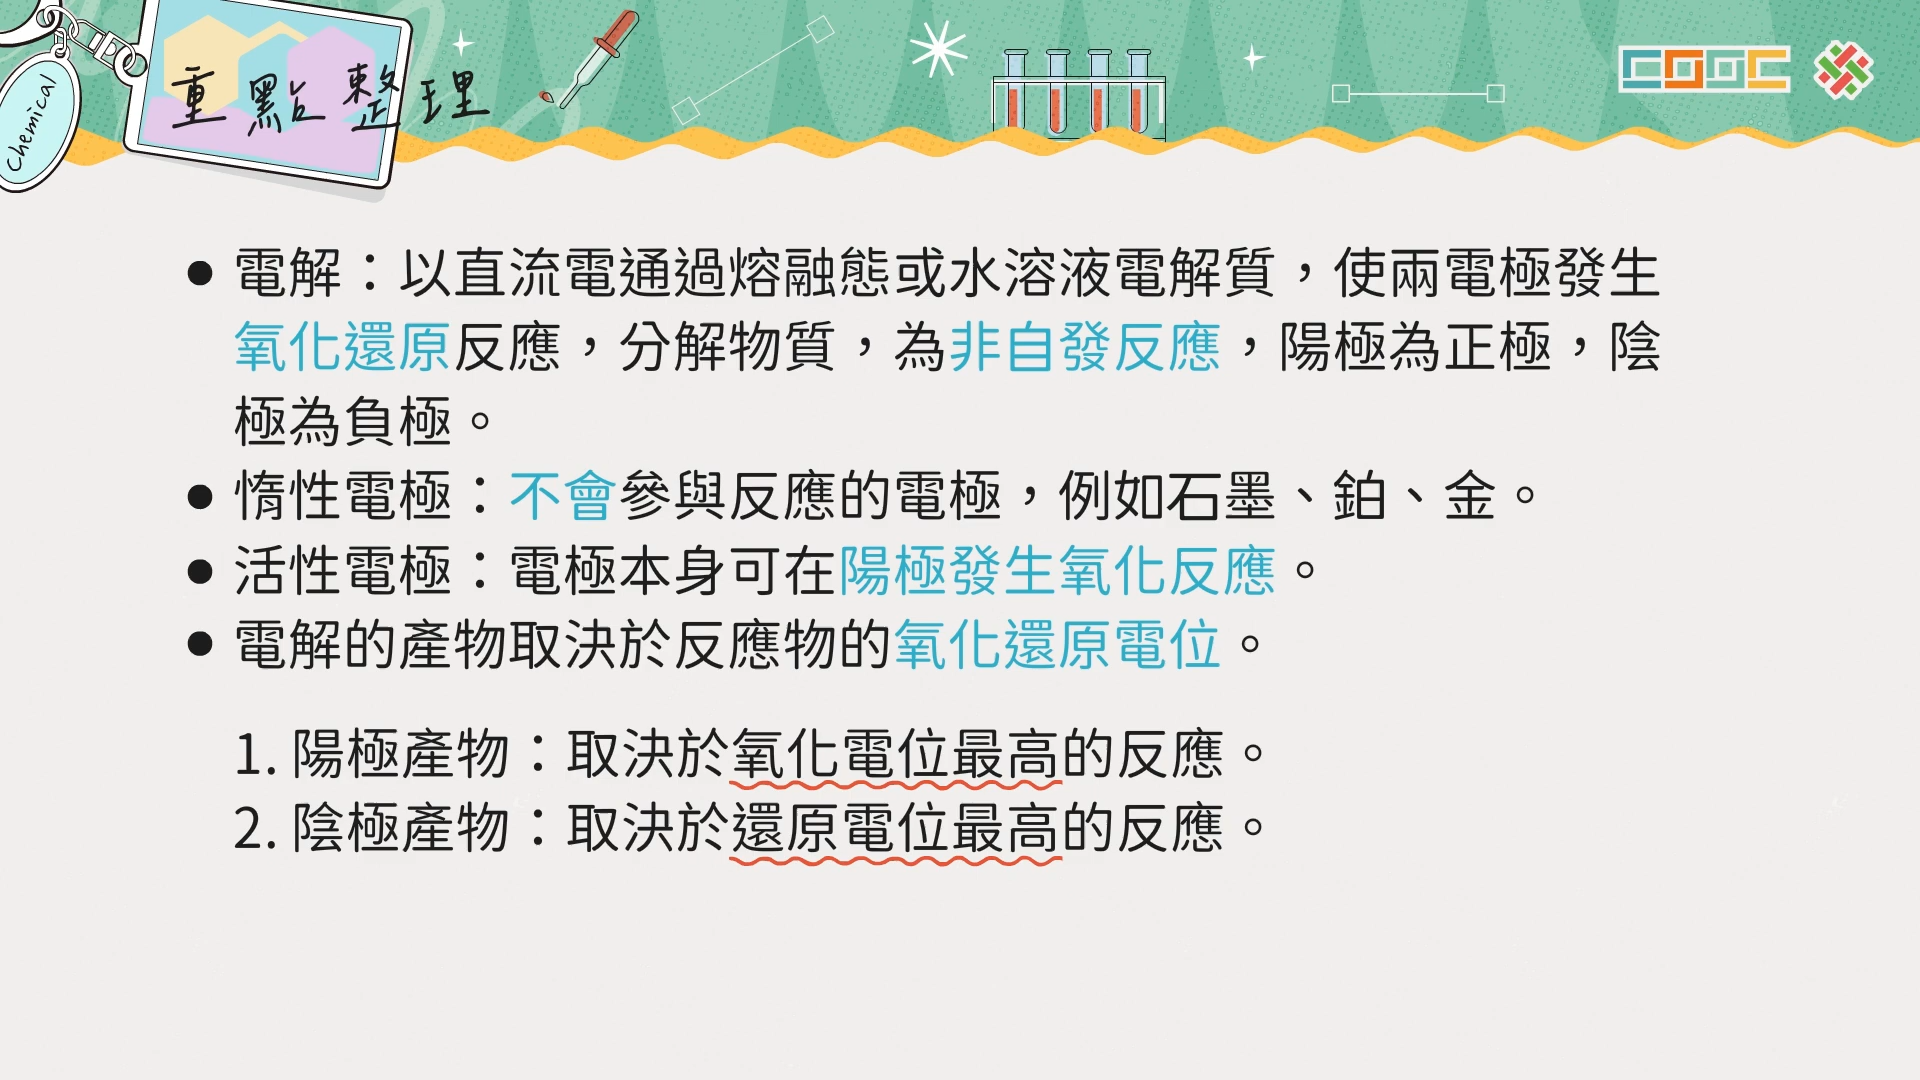 Chemical
重點整理
COOC
● 電解：以直流電通過熔融態或水溶液電解質，使兩電極發生
氧化還原反應，分解物質，為非自發反應，陽極為正極，陰
極為負極。
● 惰性電極：不會參與反應的電極，例如石墨、鉑、金。
● 活性電極：電極本身可在陽極發生氧化反應。
● 電解的產物取決於反應物的氧化還原電位。
1. 陽極產物：取決於氧化電位最高的反應。
2. 陰極產物：取決於還原電位最高的反應。